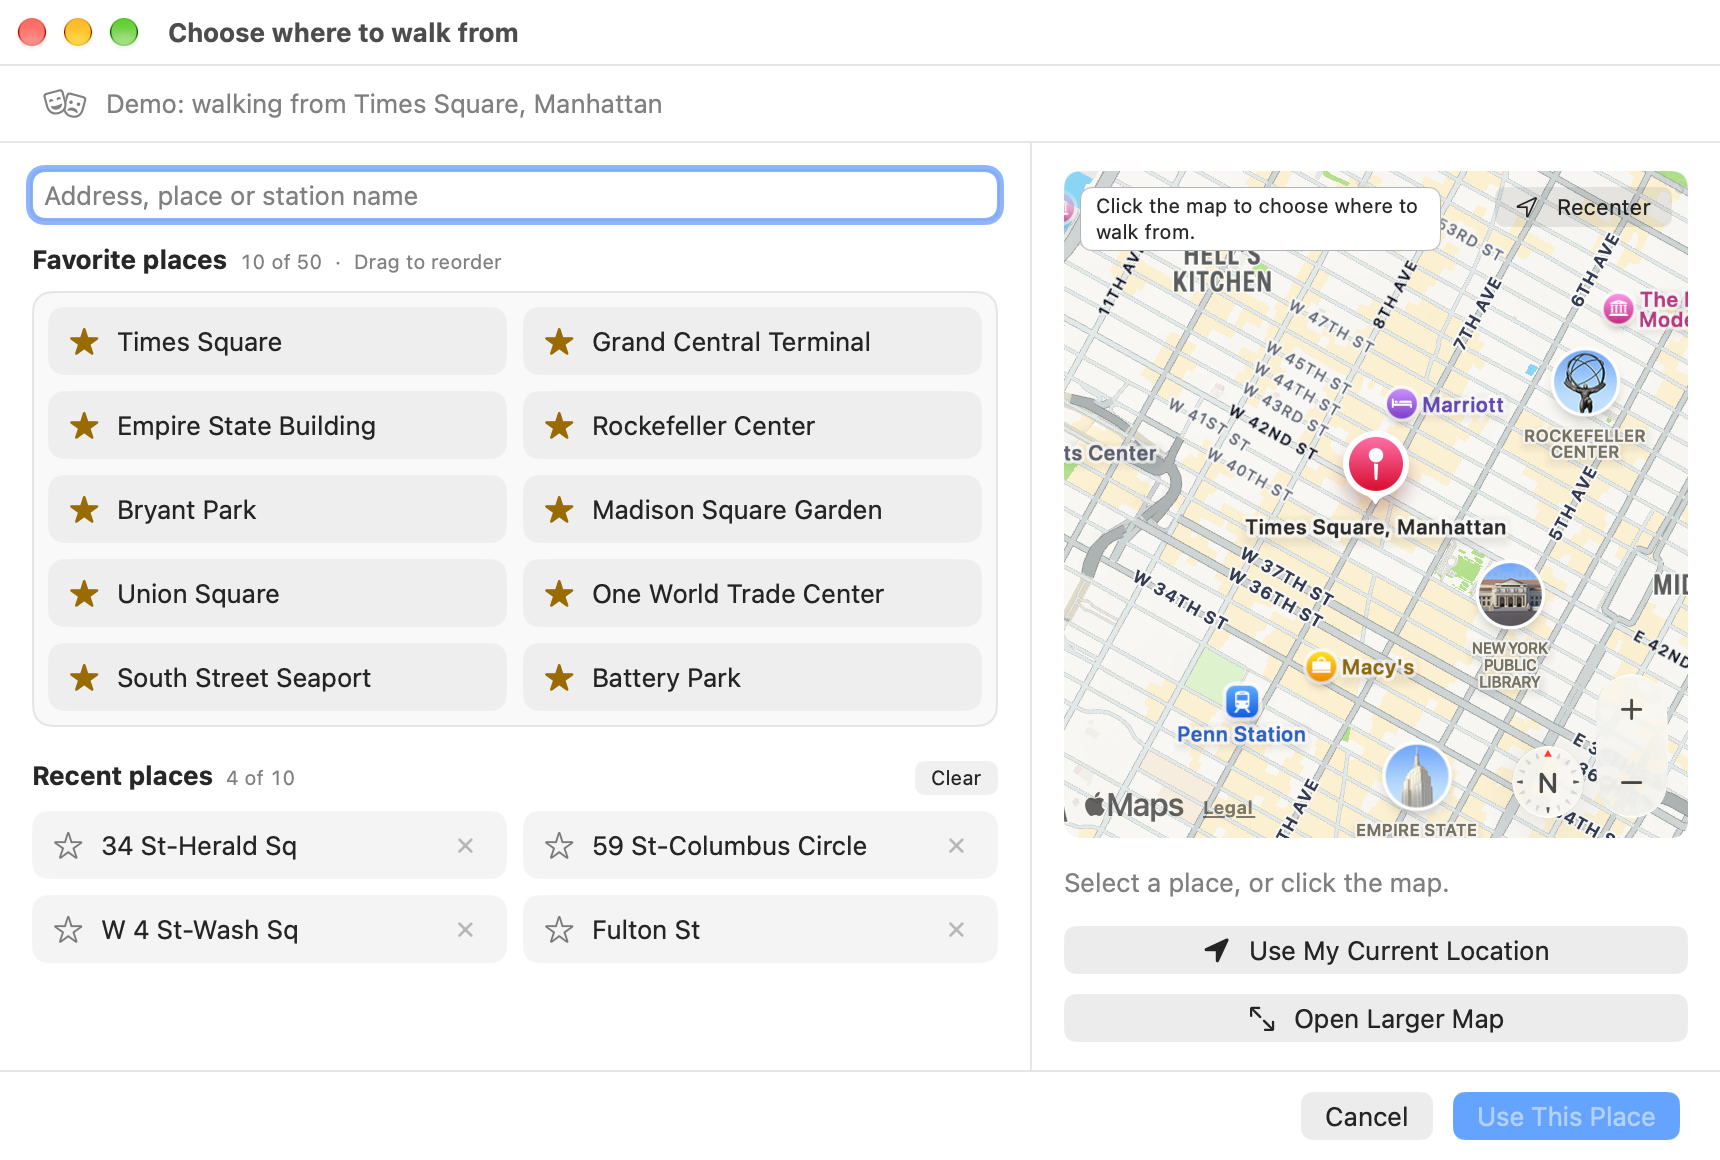 Choose where to walk from
Demo: walking from Times Square, Manhattan
Address, place or station name
Favorite places 10 of 50 · Drag to reorder
Times Square
Grand Central Terminal
Empire State Building
Rockefeller Center
Bryant Park
Madison Square Garden
Union Square
One World Trade Center
South Street Seaport
Battery Park
Recent places 4 of 10
Clear
34 St-Herald Sq
59 St-Columbus Circle
W 4 St-Wash Sq
Fulton St
Click the map to choose where to
walk from.
Recenter
53RD ST
HELL'S
KITCHEN
11TH AV
8TH AVE
7TH AVE
6TH AVE
The
Mode
W 47TH ST
W 45TH ST
W 44TH ST
W 43RD ST
W 42ND ST
W 41ST ST
W 40TH ST
Marriott
ROCKEFELLER
CENTER
ts Center
5TH AVE
Times Square, Manhattan
W 37TH ST
W 36TH ST
W 34TH ST
MID
NEW YORK
PUBLIC
LIBRARY
E 42ND
Macy's
Penn Station
E 3
36
34TH S
TH AVE
N
Maps
Legal
EMPIRE STATE
Select a place, or click the map.
Use My Current Location
Open Larger Map
Cancel
Use This Place